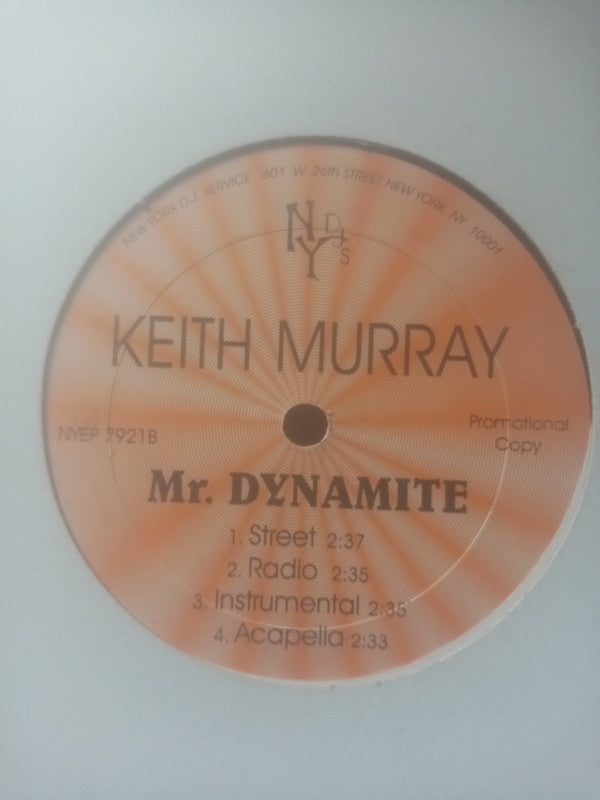 NEW YORK D.J. SERVICE 601 W. 26th STREET NEW YORK, NY 10001
NY DJ'S
KEITH MURRAY
NYEP 7921B
Promotional
Copy
Mr. DYNAMITE
1. Street 2:37
2. Radio 2:35
3. Instrumental 2:35
4. Acapella 2:33